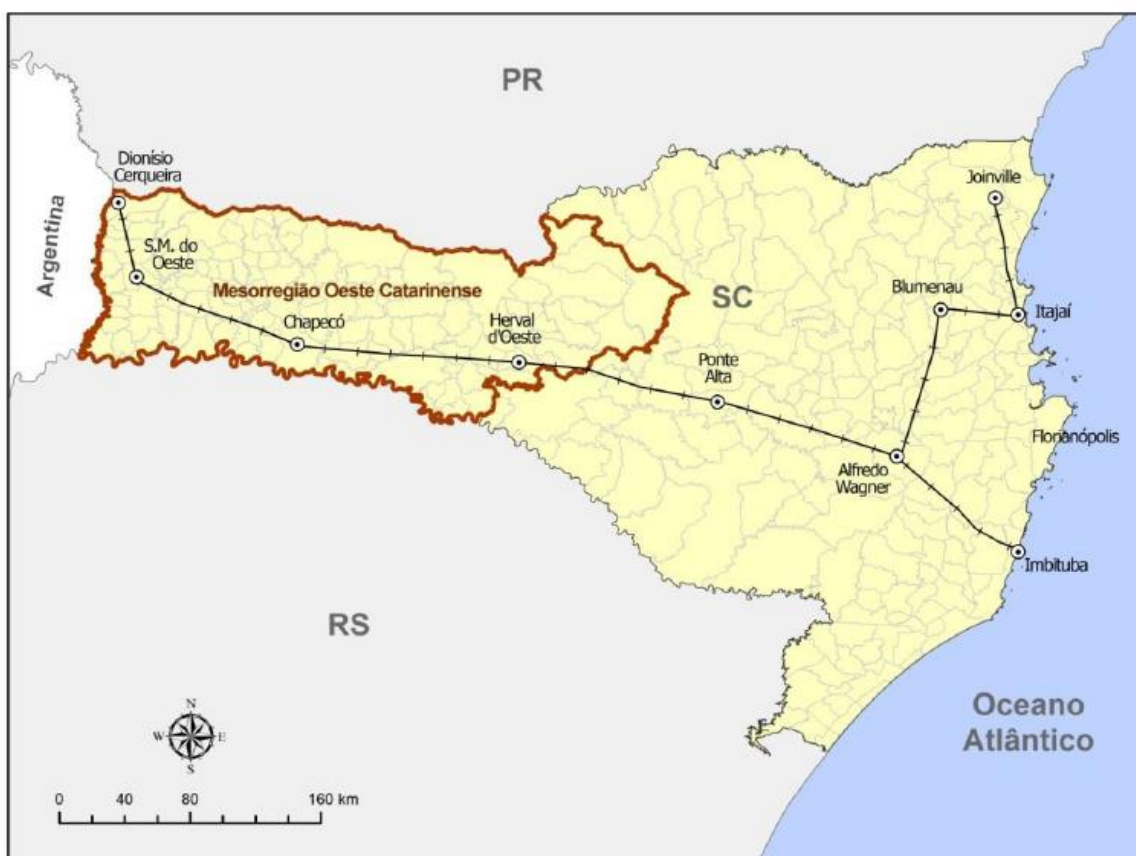 PR
Dionísio
Cerqueira
Argentina
S.M. do
Oeste
Mesorregião Oeste Catarinense
Chapecó
Herval
d'Oeste
SC
Ponte
Alta
Joinville
Blumenau
Itajaí
Florianópolis
Alfredo
Wagner
Imbituba
RS
Oceano
Atlântico
N
W
E
S
0 40 80 160 km